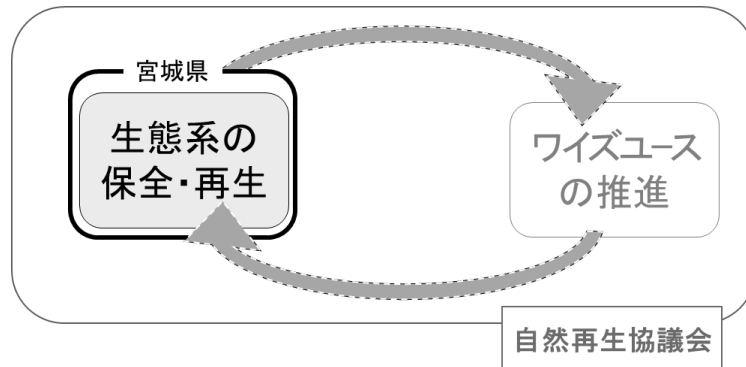 宮城県
生態系の
保全・再生
ワイズユース
の推進
自然再生協議会